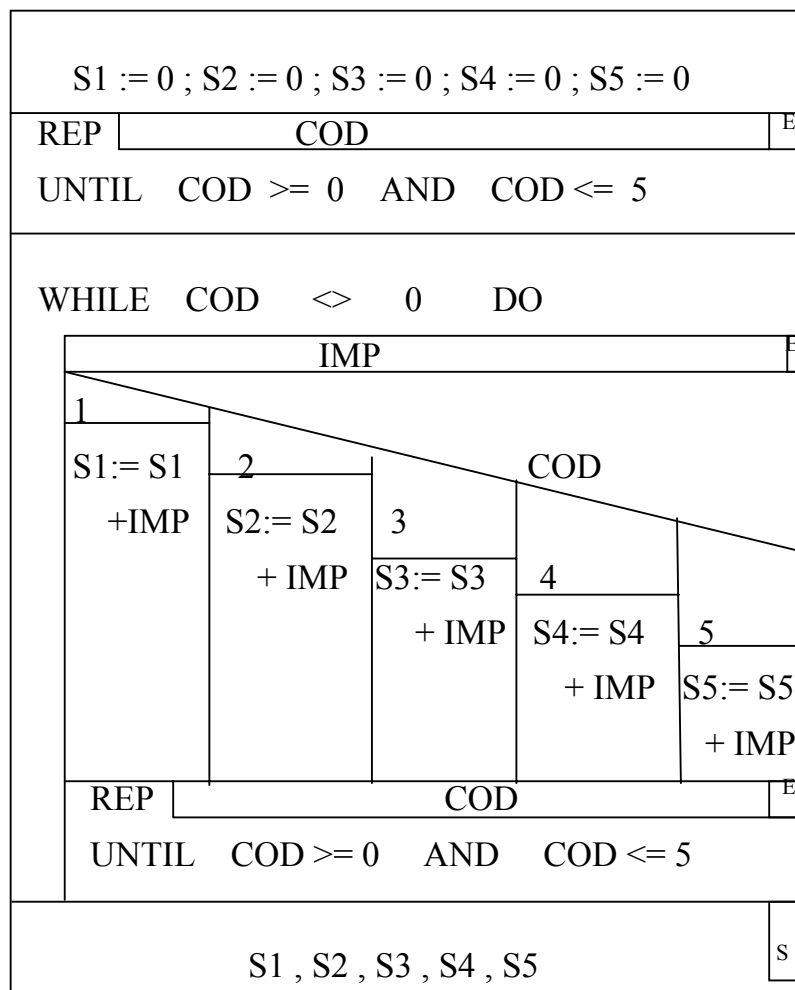 S1 := 0 ; S2 := 0 ; S3 := 0 ; S4 := 0 ; S5 := 0
REP COD E
UNTIL COD >= 0 AND COD <= 5
WHILE COD <> 0 DO
IMP E
1
S1:= S1 2 COD
+IMP S2:= S2 3
+ IMP S3:= S3 4
+ IMP S4:= S4 5
+ IMP S5:= S5
+ IMP
REP COD E
UNTIL COD >= 0 AND COD <= 5
S1 , S2 , S3 , S4 , S5 S